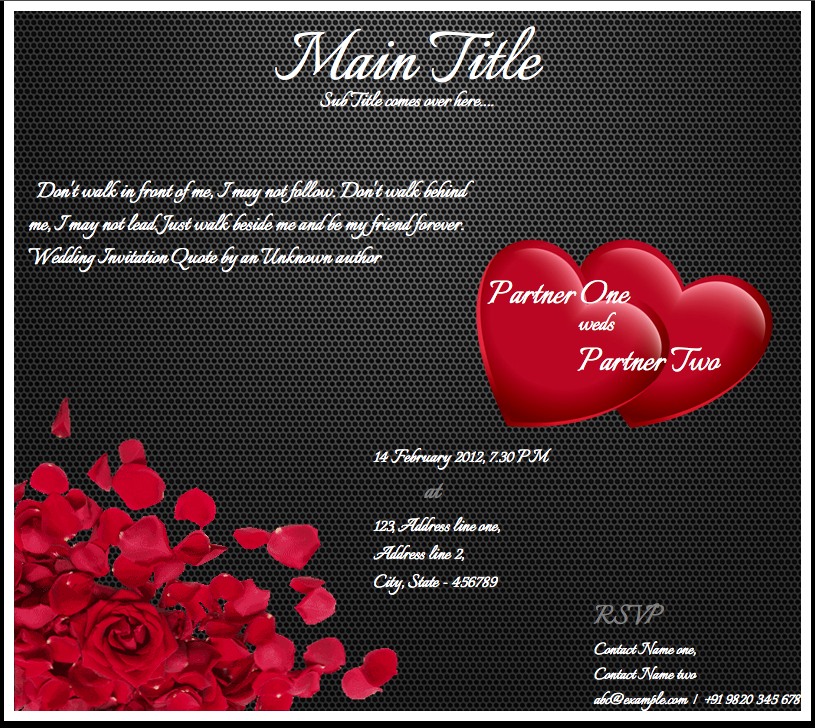 Main Title
Sub Title comes over here....
Don't walk in front of me, I may not follow. Don't walk behind
me, I may not lead.Just walk beside me and be my friend forever.
Wedding Invitation Quote by an Unknown author
Partner One
weds
Partner Two
14 February 2012, 7.30 PM
at
123, Address line one,
Address line 2,
City, State - 456789
RSVP
Contact Name one,
Contact Name two
abc@example.com | +91 9820 345 678